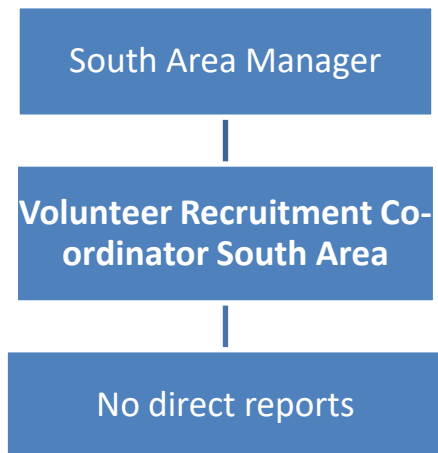 South Area Manager
Volunteer Recruitment Co-
ordinator South Area
No direct reports